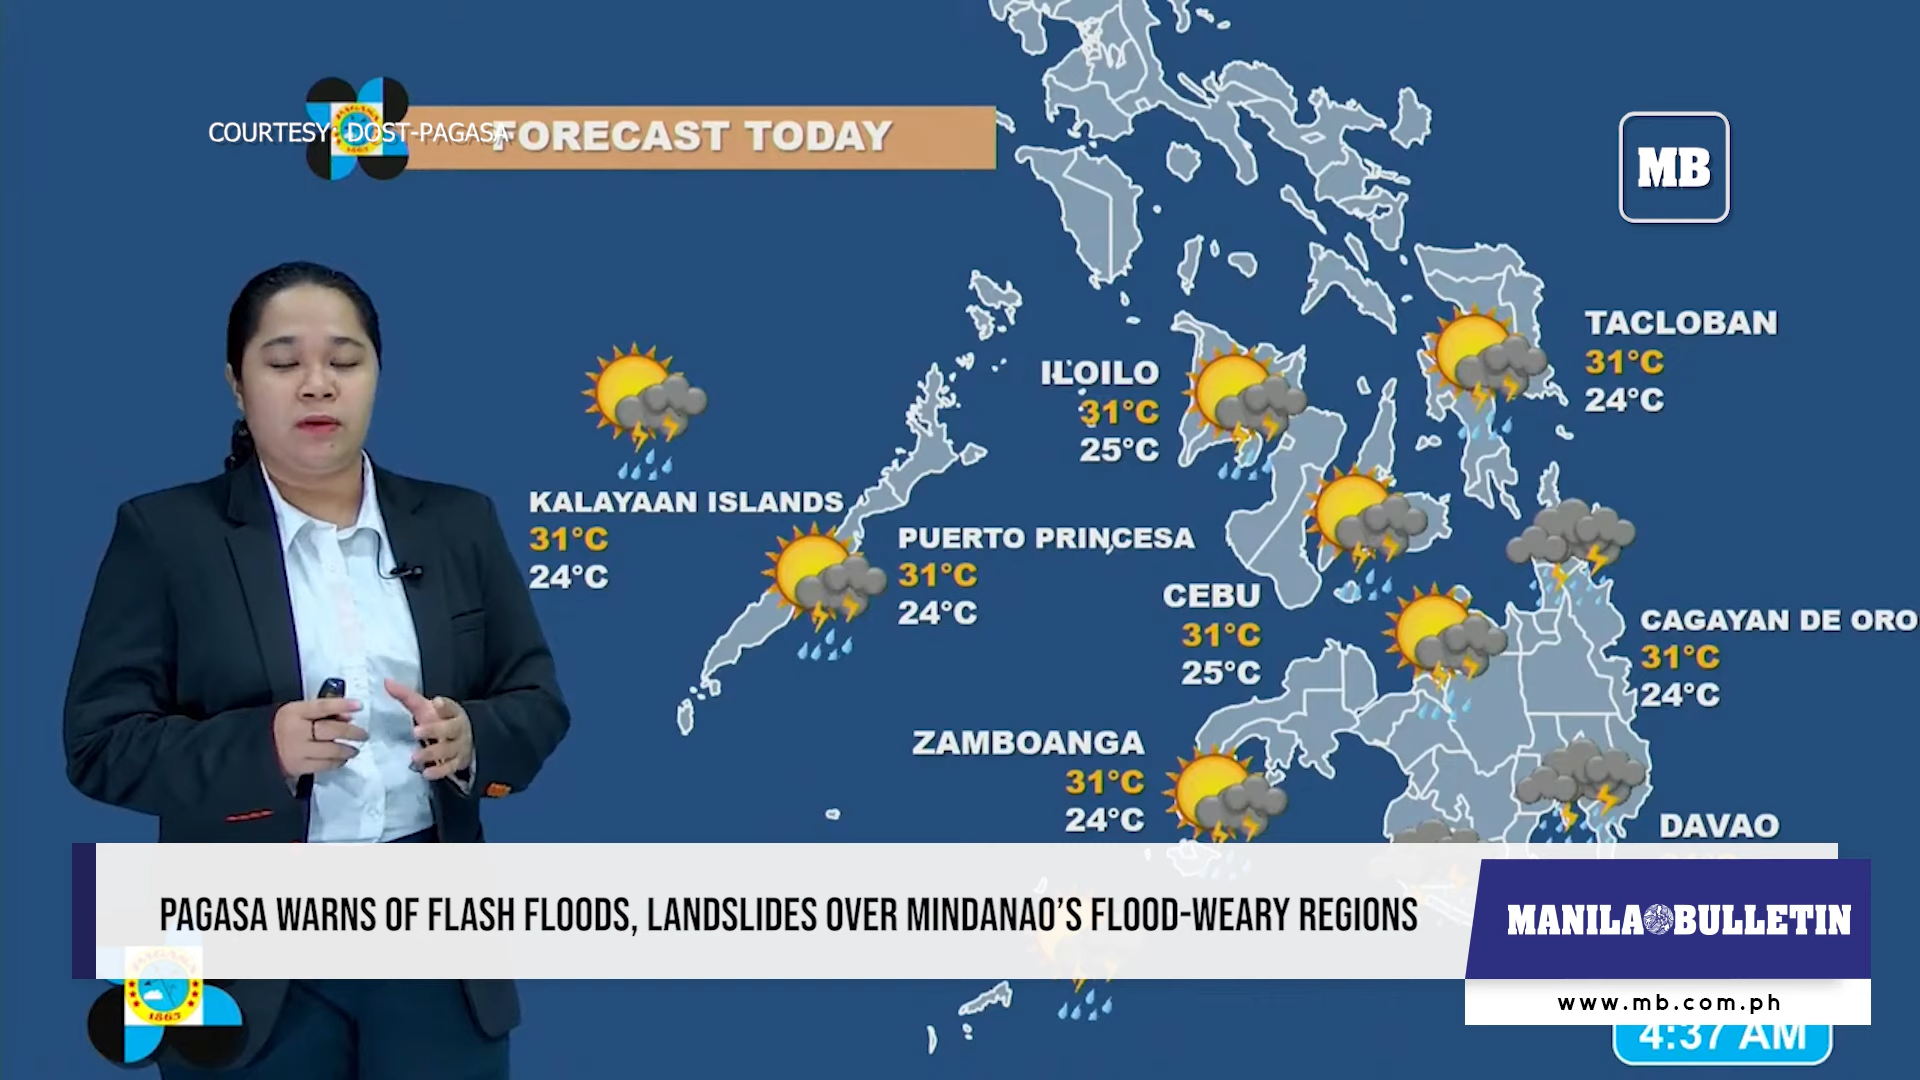 COURTESY: DOST-PAGASA
FORECAST TODAY
MB
TACLOBAN
31°C
24°C
ILOILO
31°C
25°C
KALAYAAN ISLANDS
31°C
24°C
PUERTO PRINCESA
31°C
24°C
CEBU
31°C
25°C
CAGAYAN DE ORO
31°C
24°C
ZAMBOANGA
31°C
24°C
DAVAO
PAGASA WARNS OF FLASH FLOODS, LANDSLIDES OVER MINDANAO’S FLOOD-WEARY REGIONS
MANILA BULLETIN
PAGASA
1865
www.mb.com.ph
4:37 AM